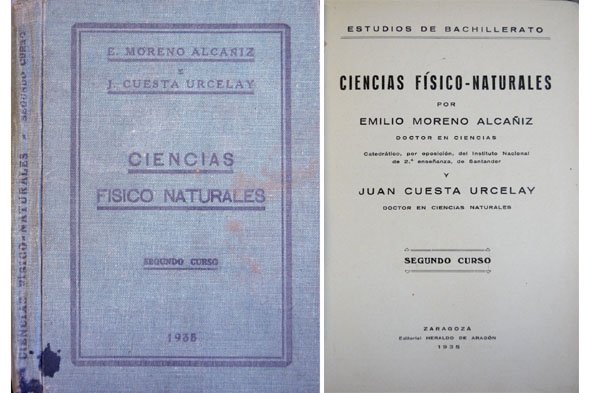 CIENCIAS FISICO-NATURALES - SEGUNDO CURSO
E. MORENO ALCAÑIZ
E
J. CUESTA URCELAY
CIENCIAS
FISICO NATURALES
SEGUNDO CURSO
1935
ESTUDIOS DE BACHILLERATO
CIENCIAS FÍSICO-NATURALES
POR
EMILIO MORENO ALCAÑIZ
DOCTOR EN CIENCIAS
Catedrático, por oposición, del Instituto Nacional
de 2.ª enseñanza, de Santander
Y
JUAN CUESTA URCELAY
DOCTOR EN CIENCIAS NATURALES
SEGUNDO CURSO
ZARAGOZA
Editorial HERALDO DE ARAGÓN
1935